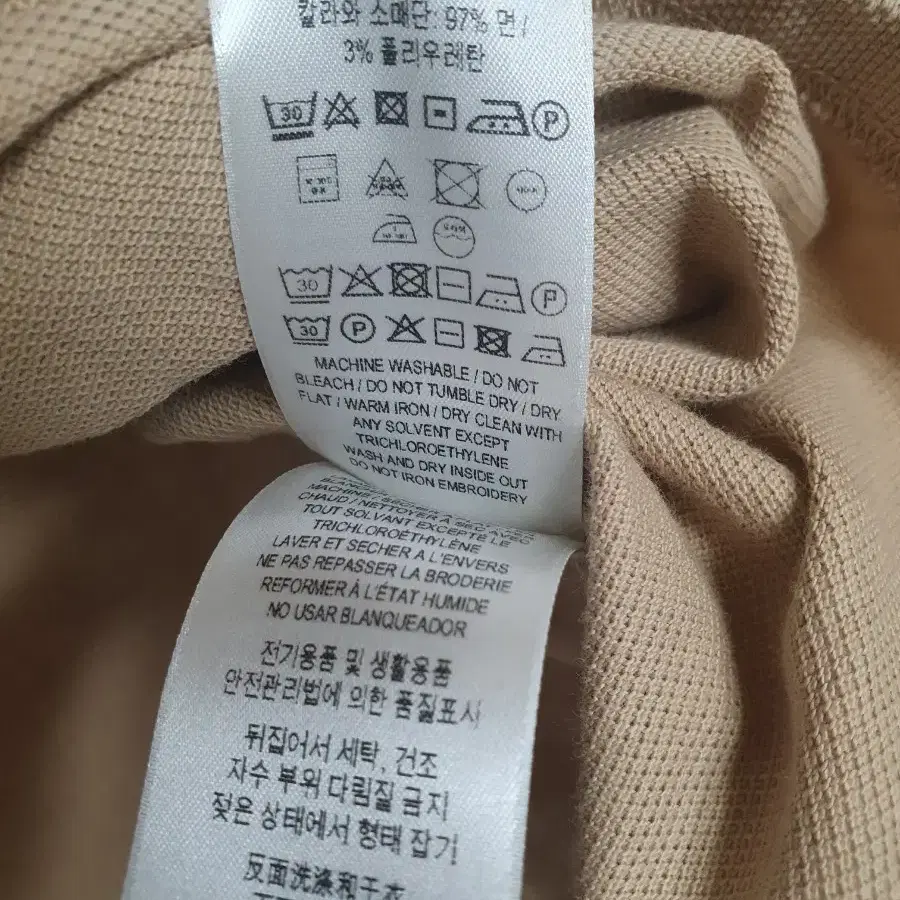 칼라와 소매단: 97% 면 /
3% 폴리우레탄
30 P
30 P
30 P
MACHINE WASHABLE / DO NOT
BLEACH / DO NOT TUMBLE DRY / DRY
FLAT / WARM IRON / DRY CLEAN WITH
ANY SOLVENT EXCEPT
TRICHLOROETHYLENE
WASH AND DRY INSIDE OUT
DO NOT IRON EMBROIDERY
MACHINE / SÉCHER À
CHAUD / NETTOYER À SEC AVEC
TOUT SOLVANT EXCEPTÉ LE
TRICHLOROÉTHYLÈNE
LAVER ET SECHER A L'ENVERS
NE PAS REPASSER LA BRODERIE
REFORMER À L'ÉTAT HUMIDE
NO USAR BLANQUEADOR
전기용품 및 생활용품
안전관리법에 의한 품질표시
뒤집어서 세탁, 건조
자수 부위 다림질 금지
젖은 상태에서 형태 잡기
反面洗涤和干衣